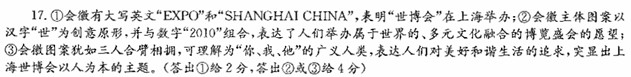 17. ①会徽有大写英文“EXPO”和“SHANGHAI CHINA”，表明“世博会”在上海举办；②会徽主体图案以
汉字“世”为创意原形，并与数字“2010”组合，表达了人们举办属于世界的、多元文化融合的博览盛会的愿望；
③会徽图案犹如三人合臂相拥，可理解为“你、我、他”的广义人类，表达人们对美好和谐生活的追求，突显出上
海世博会以人为本的主题。（答出①给2分，答出②或③给4分）